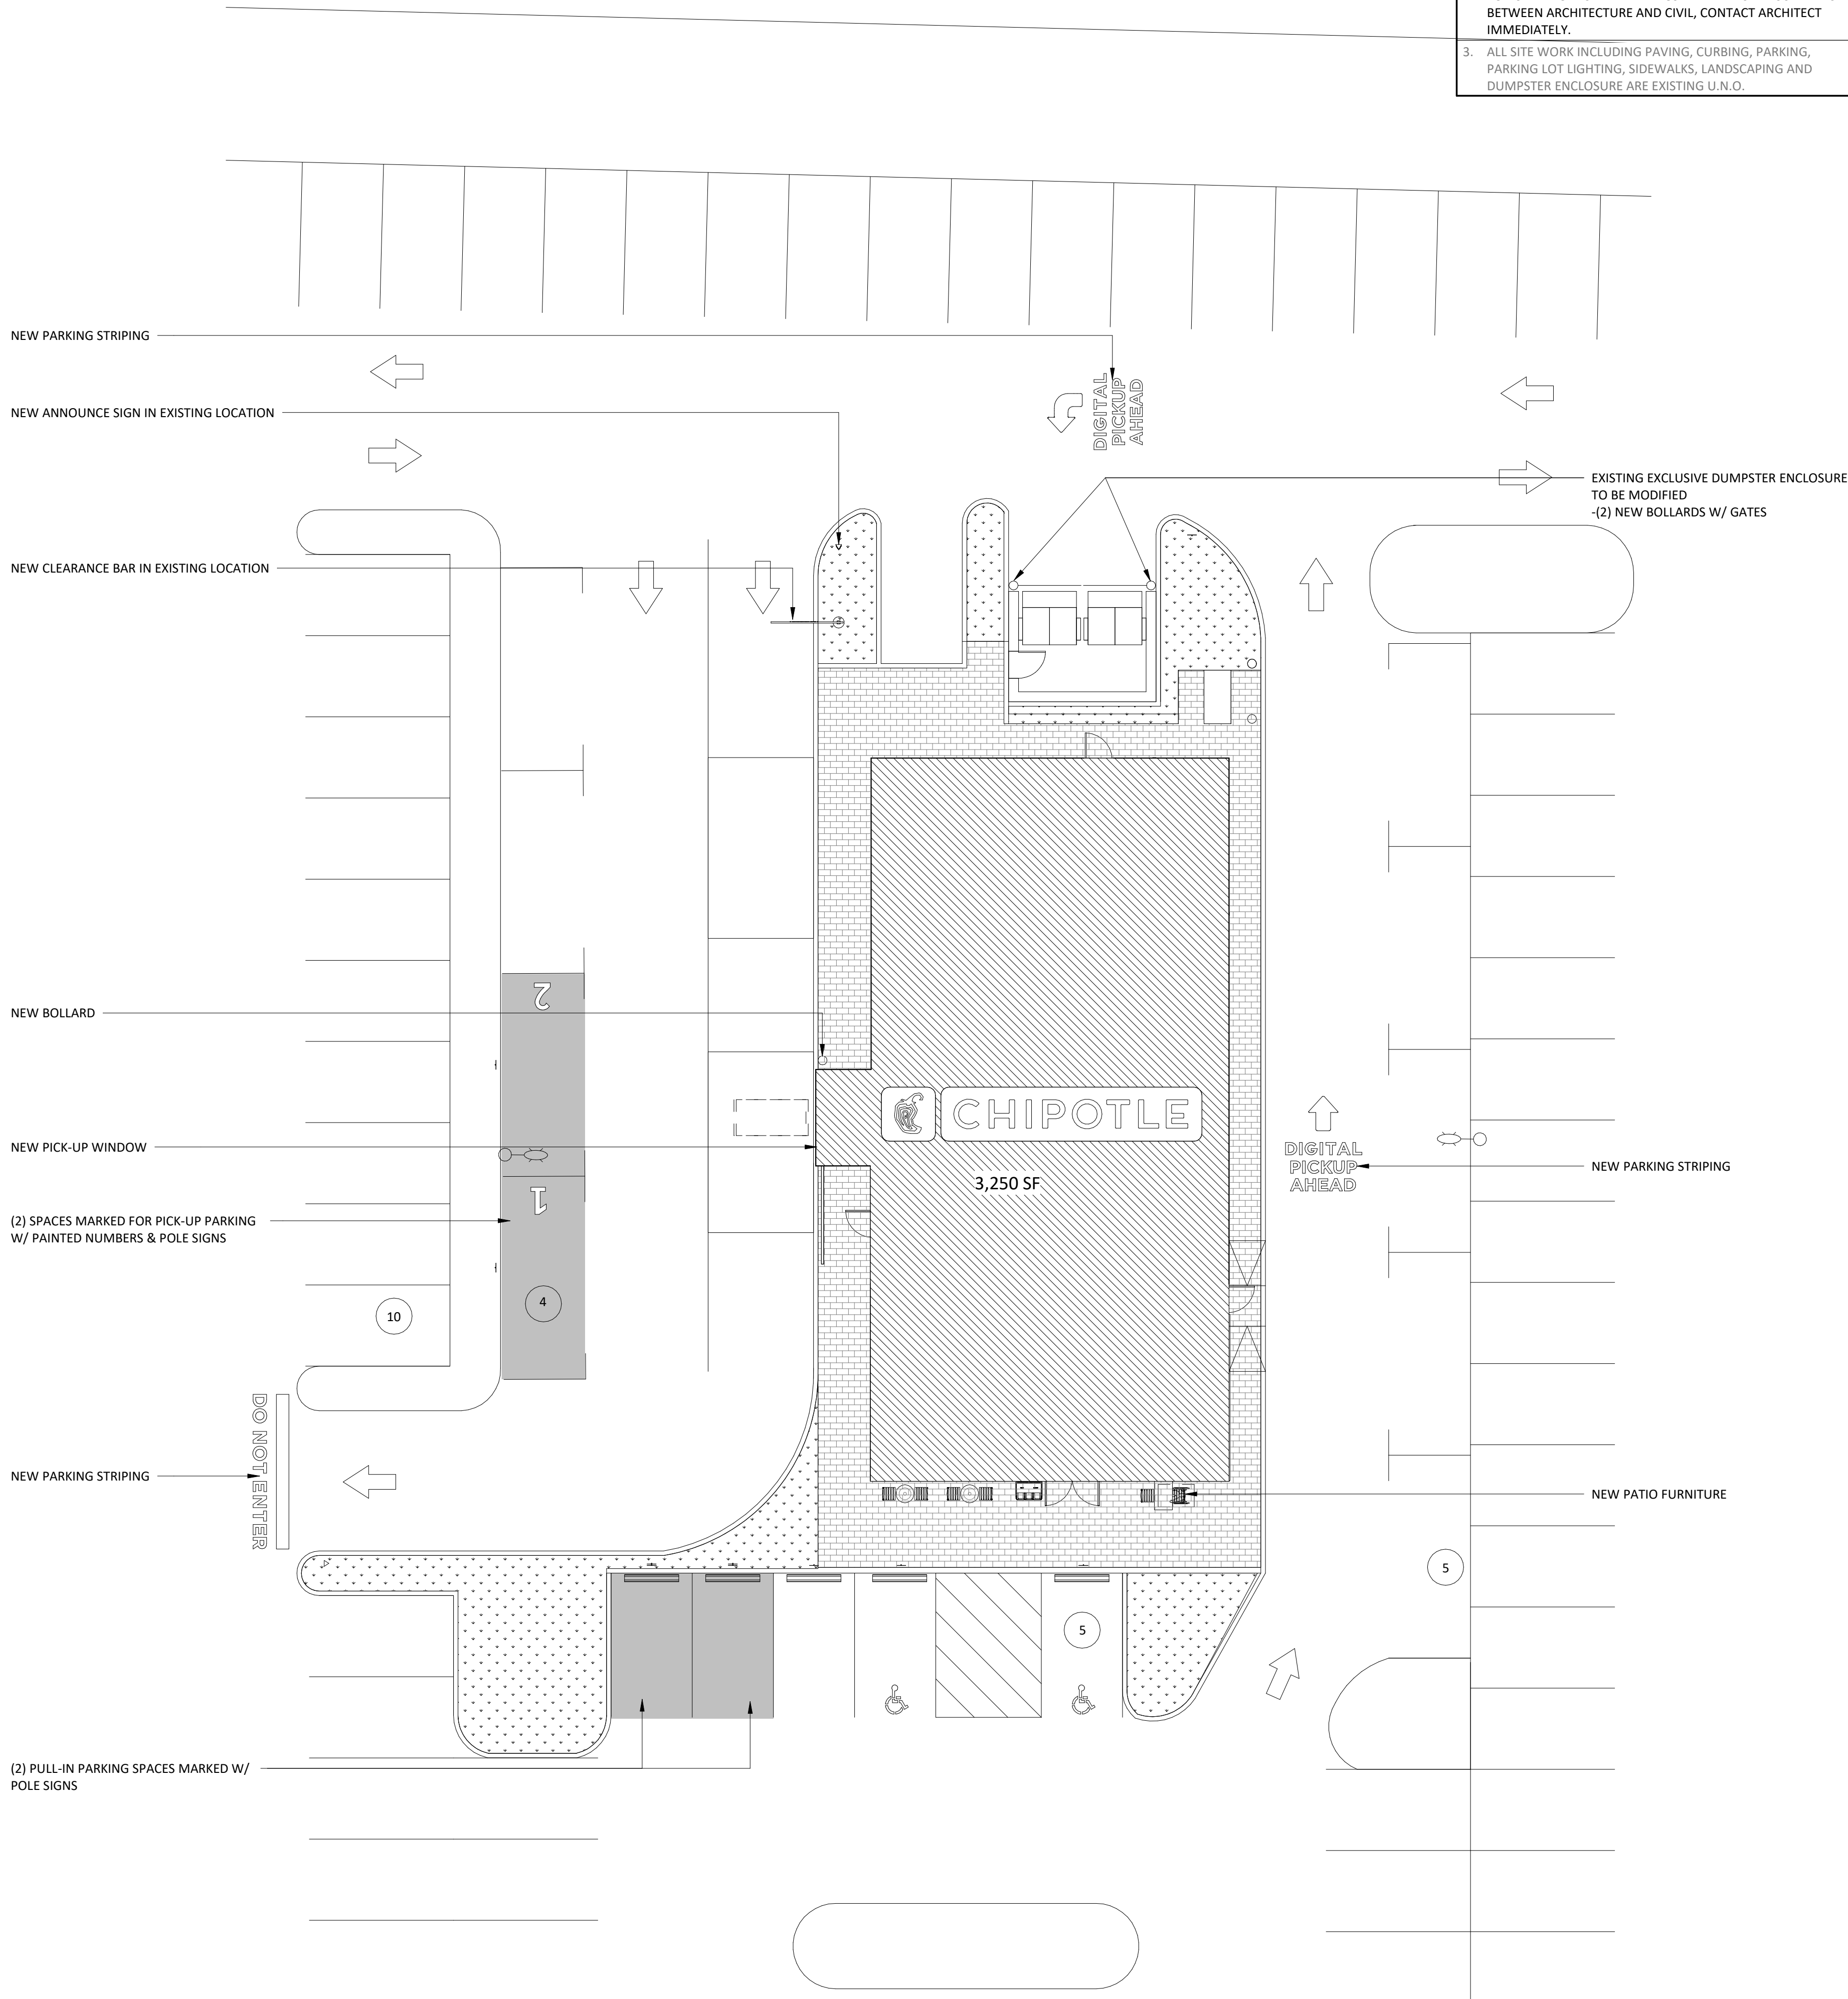 BETWEEN ARCHITECTURE AND CIVIL, CONTACT ARCHITECT
IMMEDIATELY.
3. ALL SITE WORK INCLUDING PAVING, CURBING, PARKING,
PARKING LOT LIGHTING, SIDEWALKS, LANDSCAPING AND
DUMPSTER ENCLOSURE ARE EXISTING U.N.O.
NEW PARKING STRIPING
DIGITAL
PICKUP
AHEAD
NEW ANNOUNCE SIGN IN EXISTING LOCATION
EXISTING EXCLUSIVE DUMPSTER ENCLOSURE
TO BE MODIFIED
-(2) NEW BOLLARDS W/ GATES
NEW CLEARANCE BAR IN EXISTING LOCATION
2
NEW BOLLARD
CHIPOTLE
NEW PICK-UP WINDOW
DIGITAL
PICKUP
AHEAD
NEW PARKING STRIPING
3,250 SF
1
(2) SPACES MARKED FOR PICK-UP PARKING
W/ PAINTED NUMBERS & POLE SIGNS
4
10
DO NOT ENTER
NEW PARKING STRIPING
NEW PATIO FURNITURE
5
5
(2) PULL-IN PARKING SPACES MARKED W/
POLE SIGNS